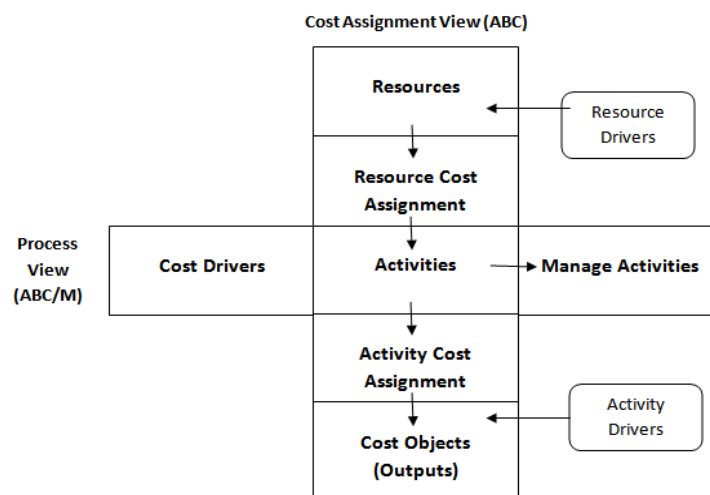 Cost Assignment View (ABC)
Resources
Resource
Drivers
Resource Cost
Assignment
Process
View
(ABC/M)
Cost Drivers
Activities
Manage Activities
Activity Cost
Assignment
Activity
Drivers
Cost Objects
(Outputs)